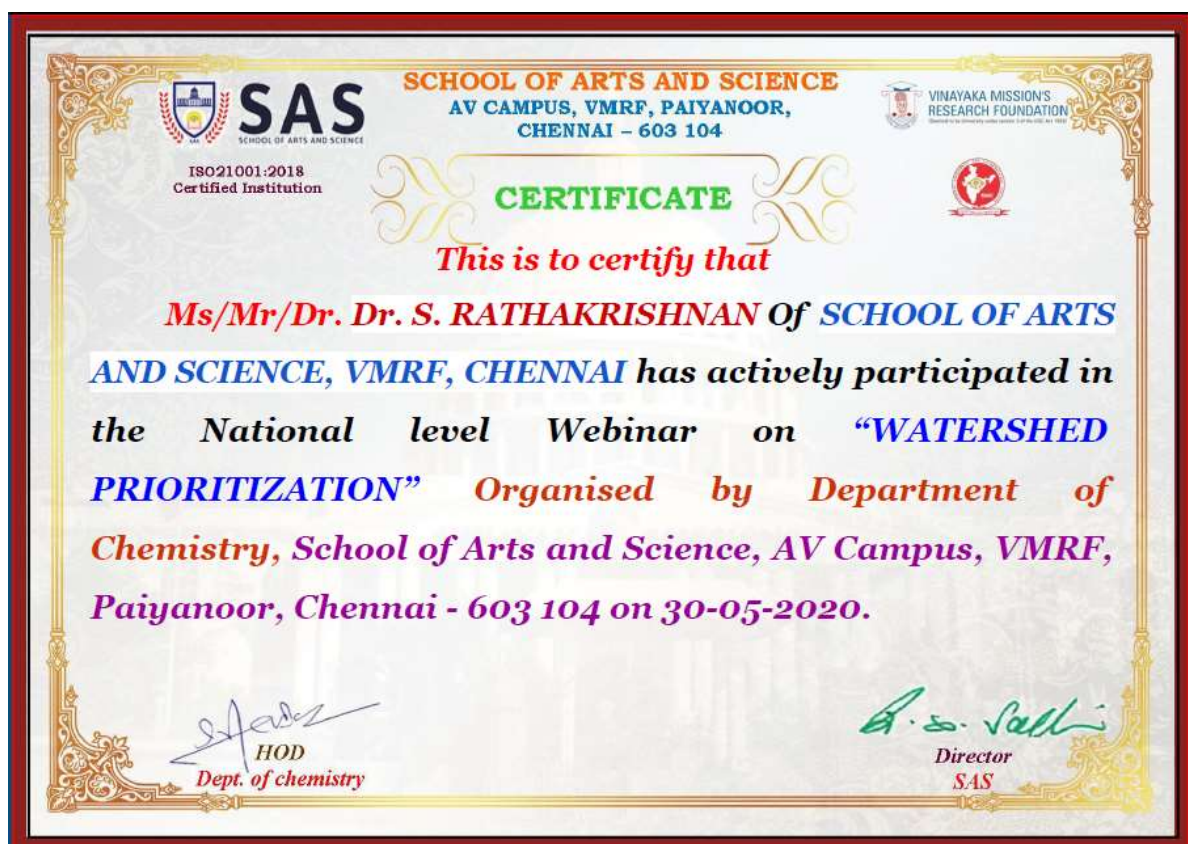 SAS
SCHOOL OF ARTS AND SCIENCE
ISO21001:2018
Certified Institution
SCHOOL OF ARTS AND SCIENCE
AV CAMPUS, VMRF, PAIYANOOR,
CHENNAI – 603 104
VINAYAKA MISSION'S
RESEARCH FOUNDATION
CERTIFICATE
This is to certify that
Ms/Mr/Dr. Dr. S. RATHAKRISHNAN Of SCHOOL OF ARTS
AND SCIENCE, VMRF, CHENNAI has actively participated in
the National level Webinar on “WATERSHED
PRIORITIZATION” Organised by Department of
Chemistry, School of Arts and Science, AV Campus, VMRF,
Paiyanoor, Chennai - 603 104 on 30-05-2020.
HOD
Dept. of chemistry
Director
SAS